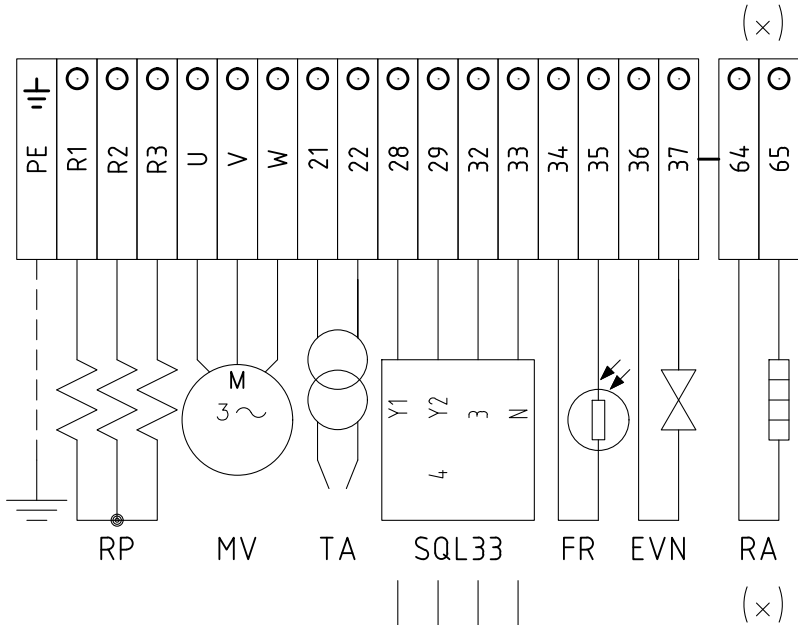 (×)
PE R1 R2 R3 U V W 21 22 28 29 32 33 34 35 36 37 64 65
M
3~
Y1 Y2 3 N
4
RP MV TA SQL33 FR EVN RA
(×)